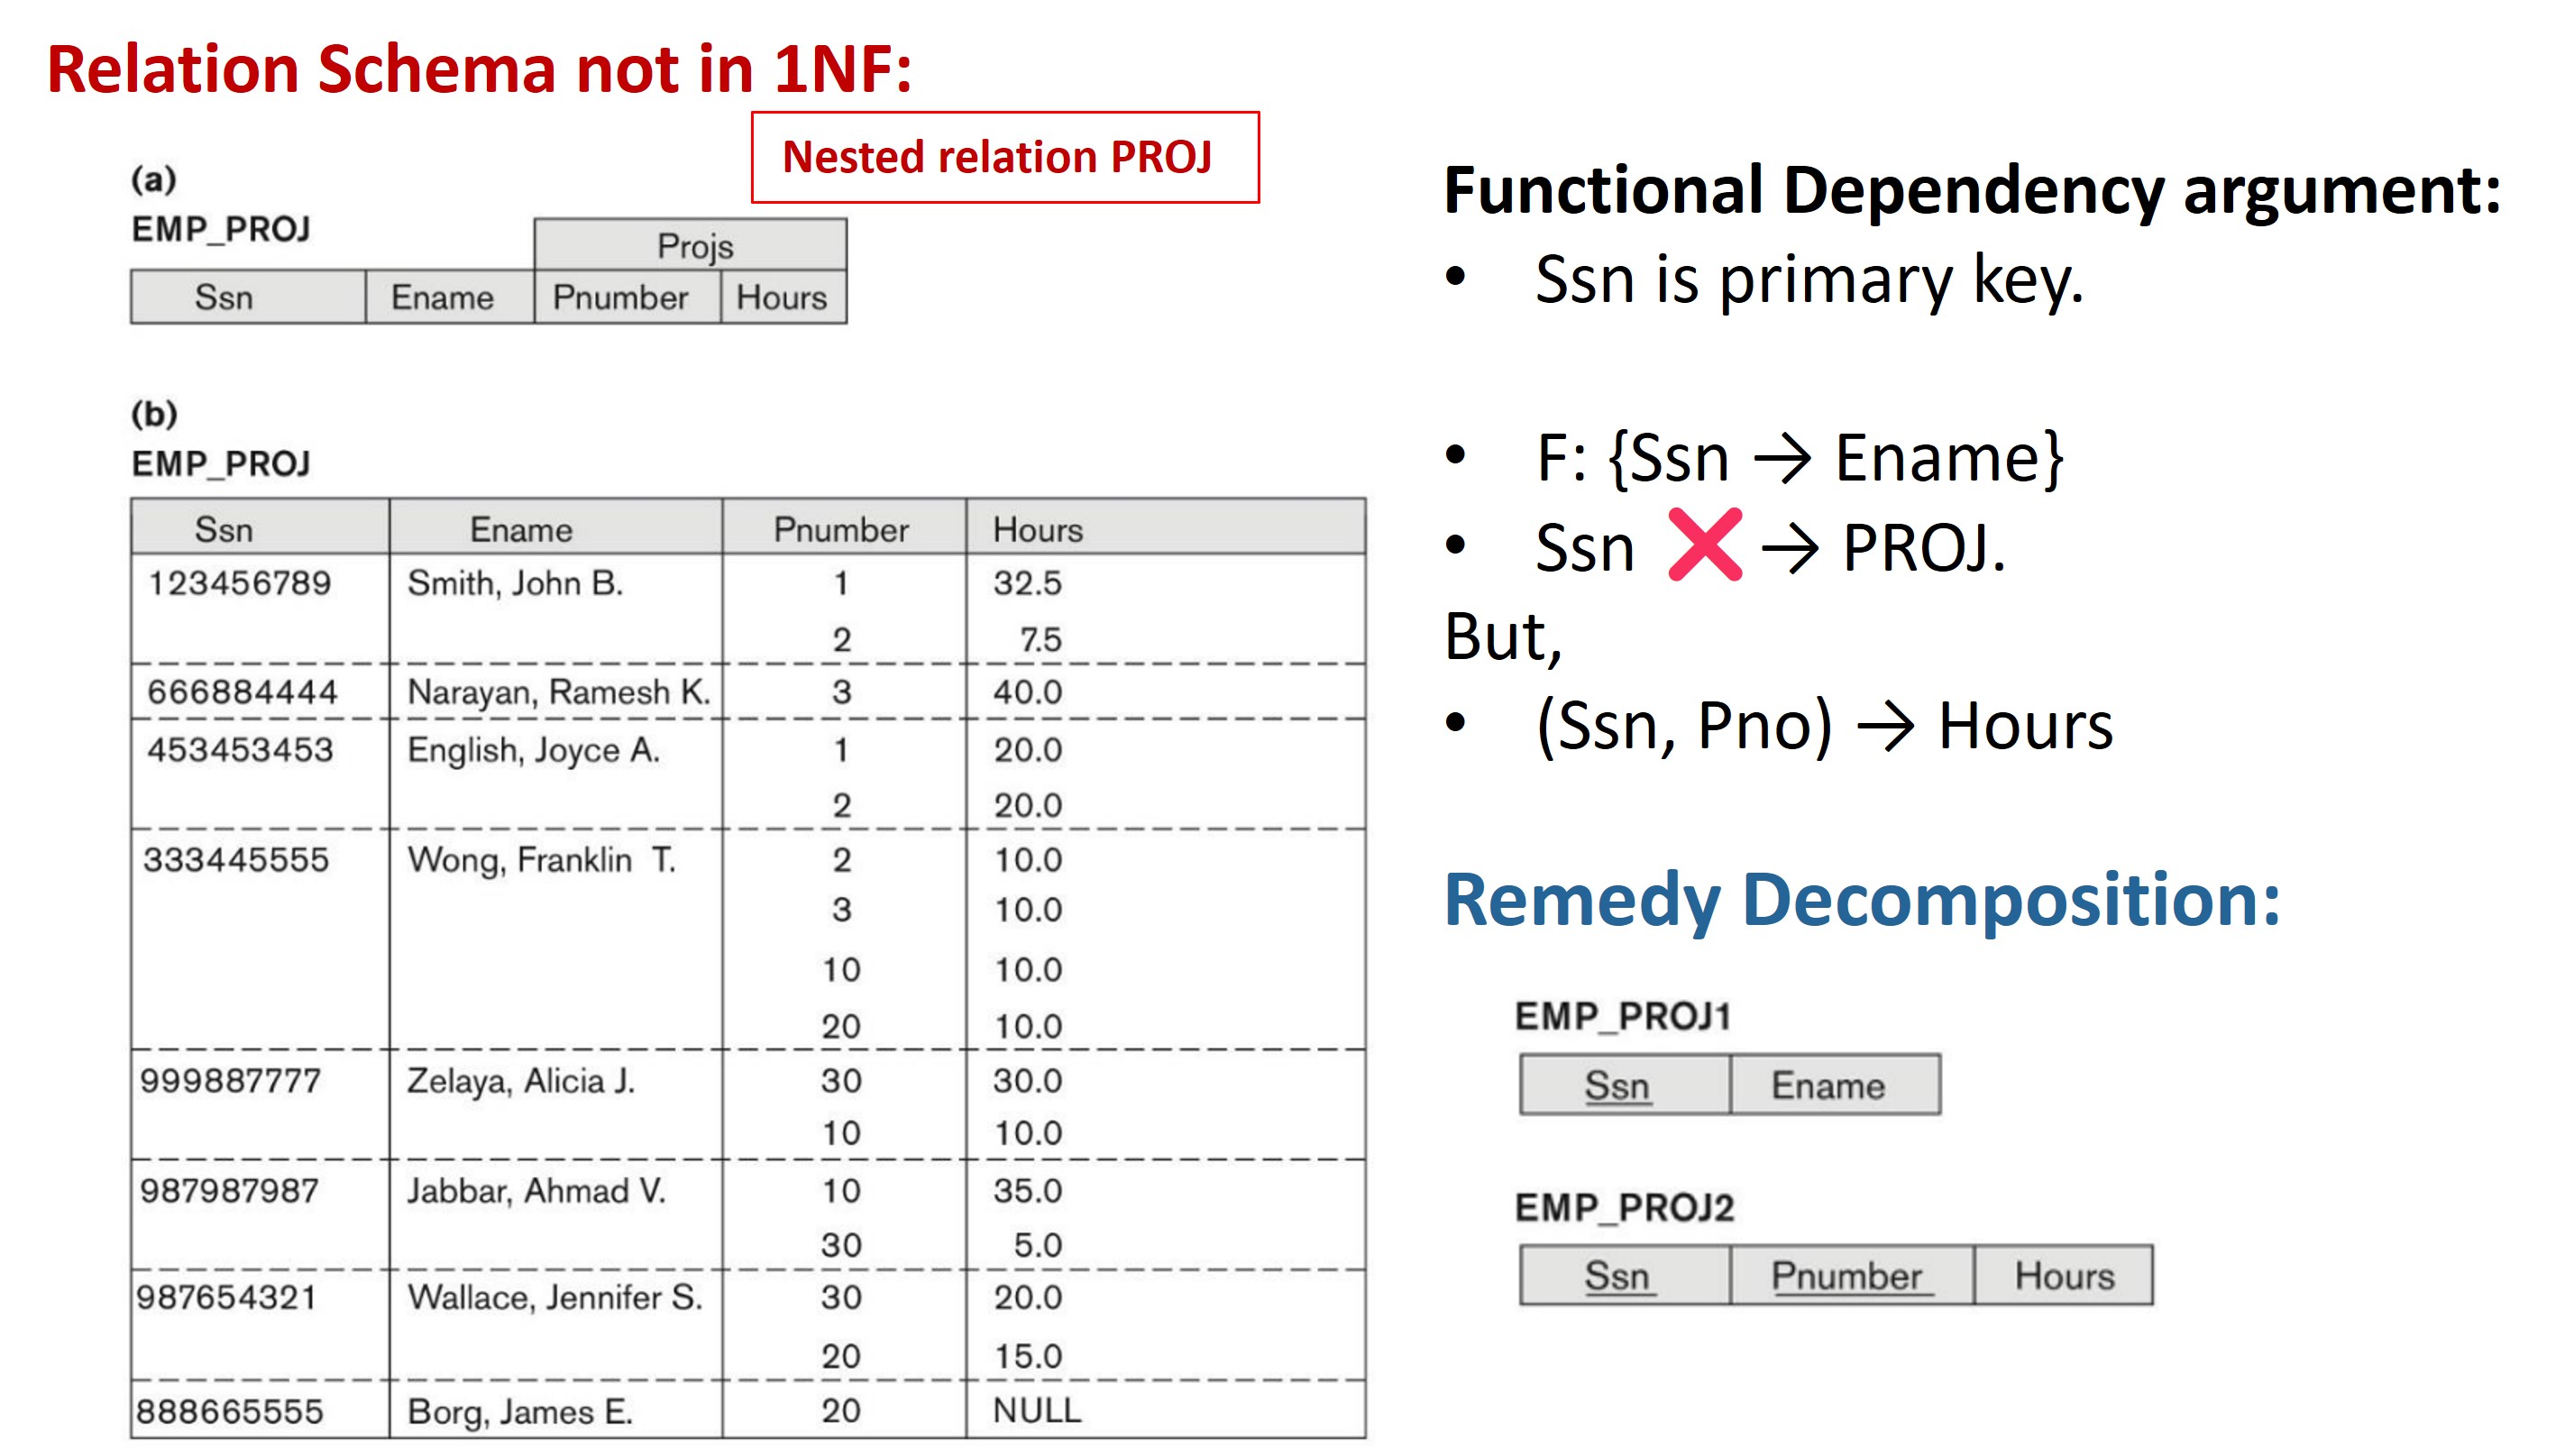 Relation Schema not in 1NF:
Nested relation PROJ
(a)
EMP_PROJ
Projs
Ssn Ename Pnumber Hours
(b)
EMP_PROJ
Ssn Ename Pnumber Hours
123456789 Smith, John B. 1 32.5
2 7.5
666884444 Narayan, Ramesh K. 3 40.0
453453453 English, Joyce A. 1 20.0
2 20.0
333445555 Wong, Franklin T. 2 10.0
3 10.0
10 10.0
20 10.0
999887777 Zelaya, Alicia J. 30 30.0
10 10.0
987987987 Jabbar, Ahmad V. 10 35.0
30 5.0
987654321 Wallace, Jennifer S. 30 20.0
20 15.0
888665555 Borg, James E. 20 NULL
Functional Dependency argument:
• Ssn is primary key.
• F: {Ssn → Ename}
• Ssn ❌ → PROJ.
But,
• (Ssn, Pno) → Hours
Remedy Decomposition:
EMP_PROJ1
Ssn Ename
EMP_PROJ2
Ssn Pnumber Hours